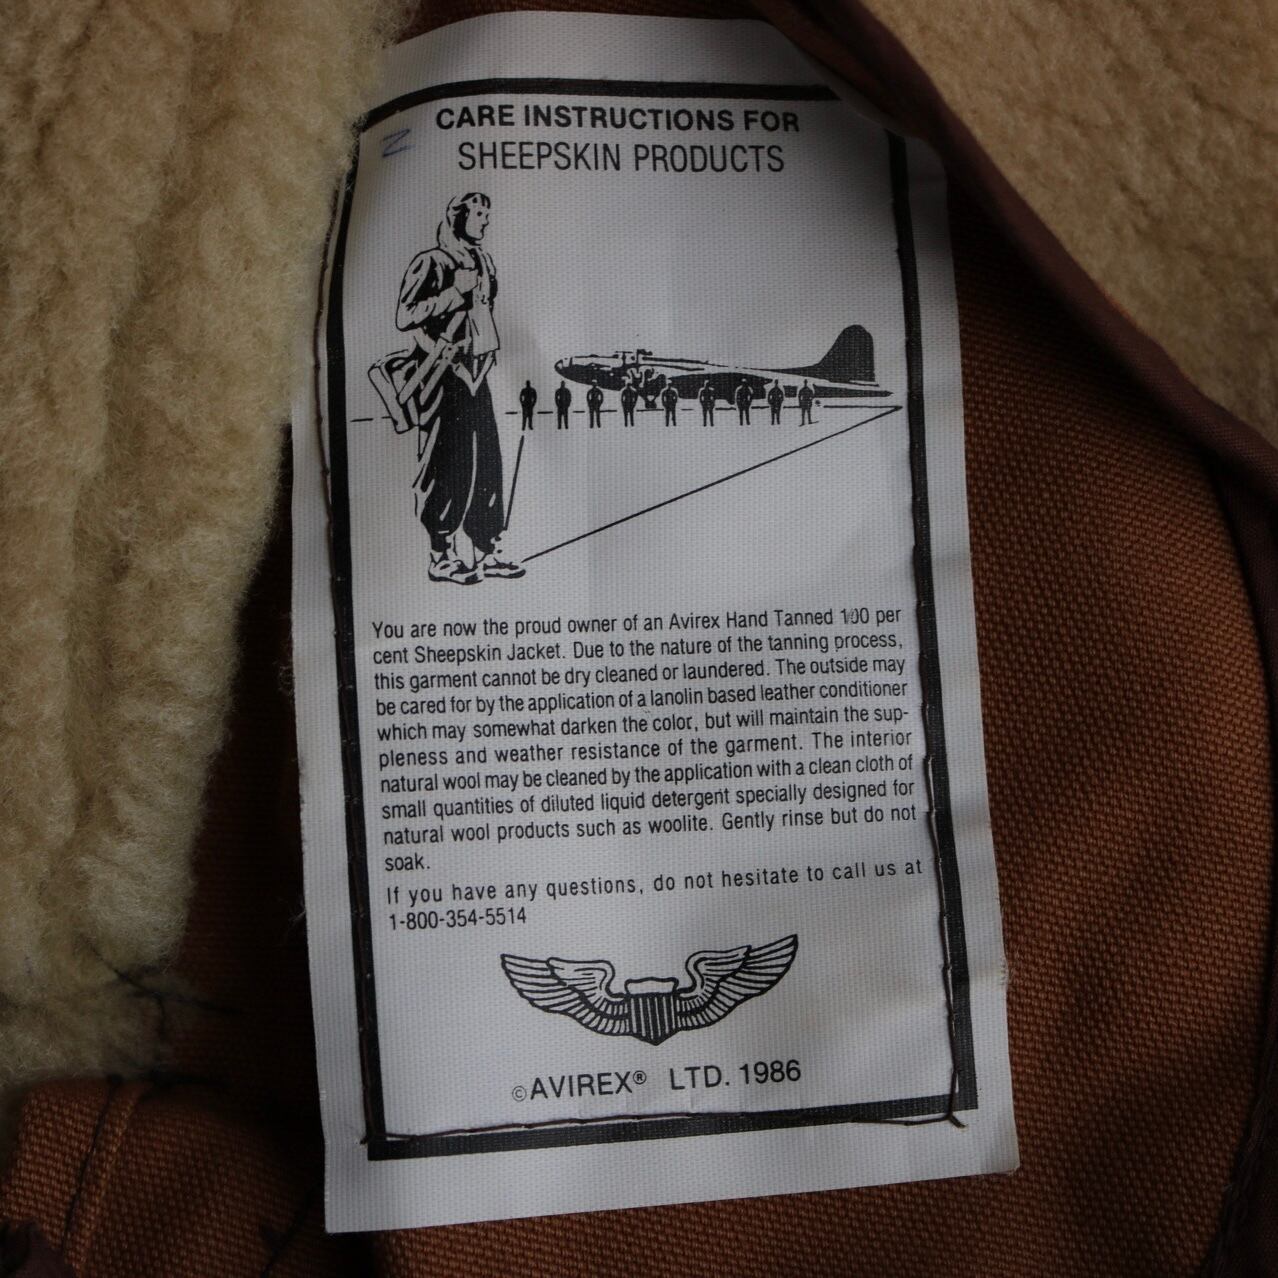 CARE INSTRUCTIONS FOR
SHEEPSKIN PRODUCTS
You are now the proud owner of an Avirex Hand Tanned 100 per
cent Sheepskin Jacket. Due to the nature of the tanning process,
this garment cannot be dry cleaned or laundered. The outside may
be cared for by the application of a lanolin based leather conditioner
which may somewhat darken the color, but will maintain the sup-
pleness and weather resistance of the garment. The interior
natural wool may be cleaned by the application with a clean cloth of
small quantities of diluted liquid detergent specially designed for
natural wool products such as woolite. Gently rinse but do not
soak.
If you have any questions, do not hesitate to call us at
1-800-354-5514
©AVIREX® LTD. 1986